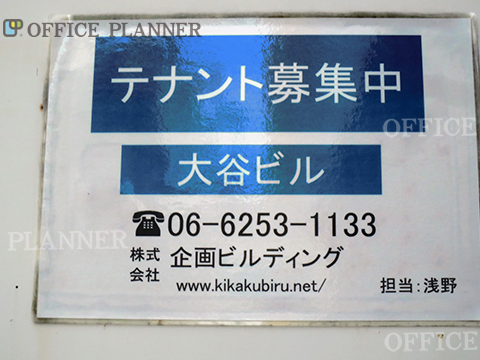 OFFICE PLANNER
テナント募集中
OFFICE
大谷ビル
☎06-6253-1133
PLANNER
株式会社 企画ビルディング
www.kikakubiru.net/
担当:浅野
OFFICE